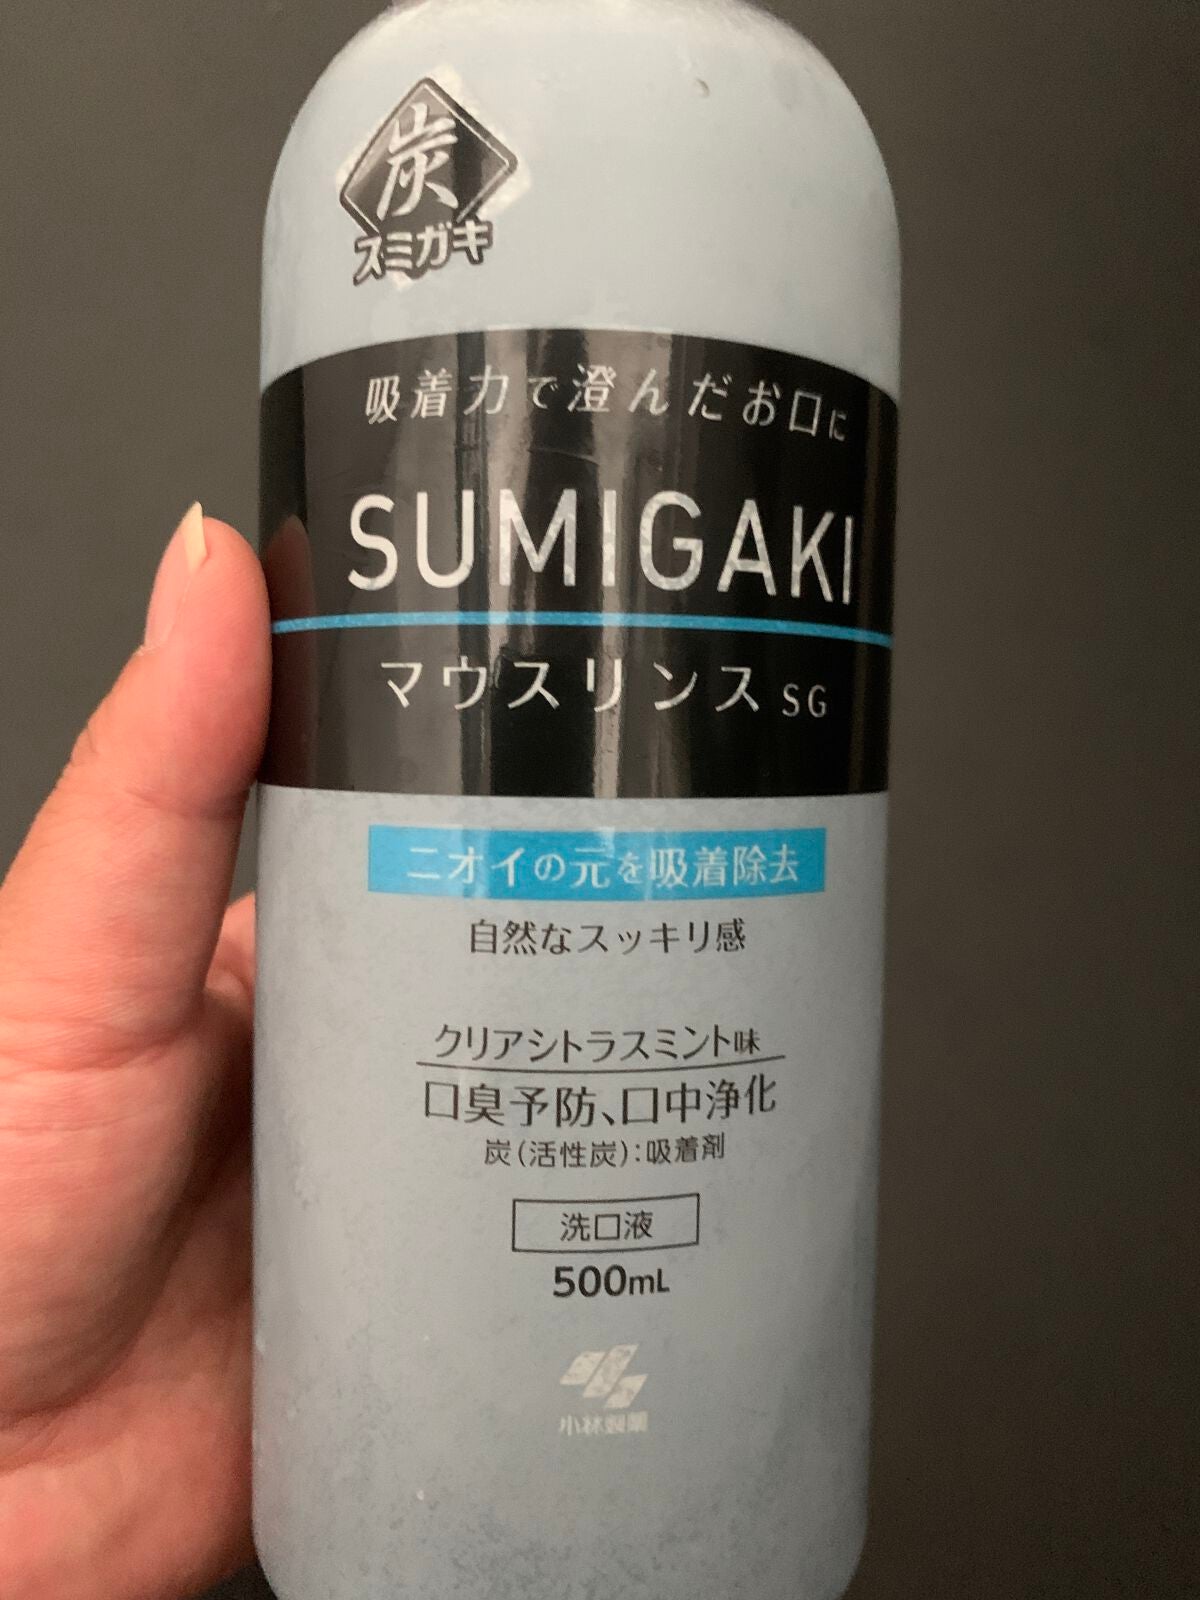 炭
スミガキ
吸着力で澄んだお口に
SUMIGAKI
マウスリンス SG
ニオイの元を吸着除去
自然なスッキリ感
クリアシトラスミント味
口臭予防、口中浄化
炭(活性炭):吸着剤
洗口液
500mL
小林製薬